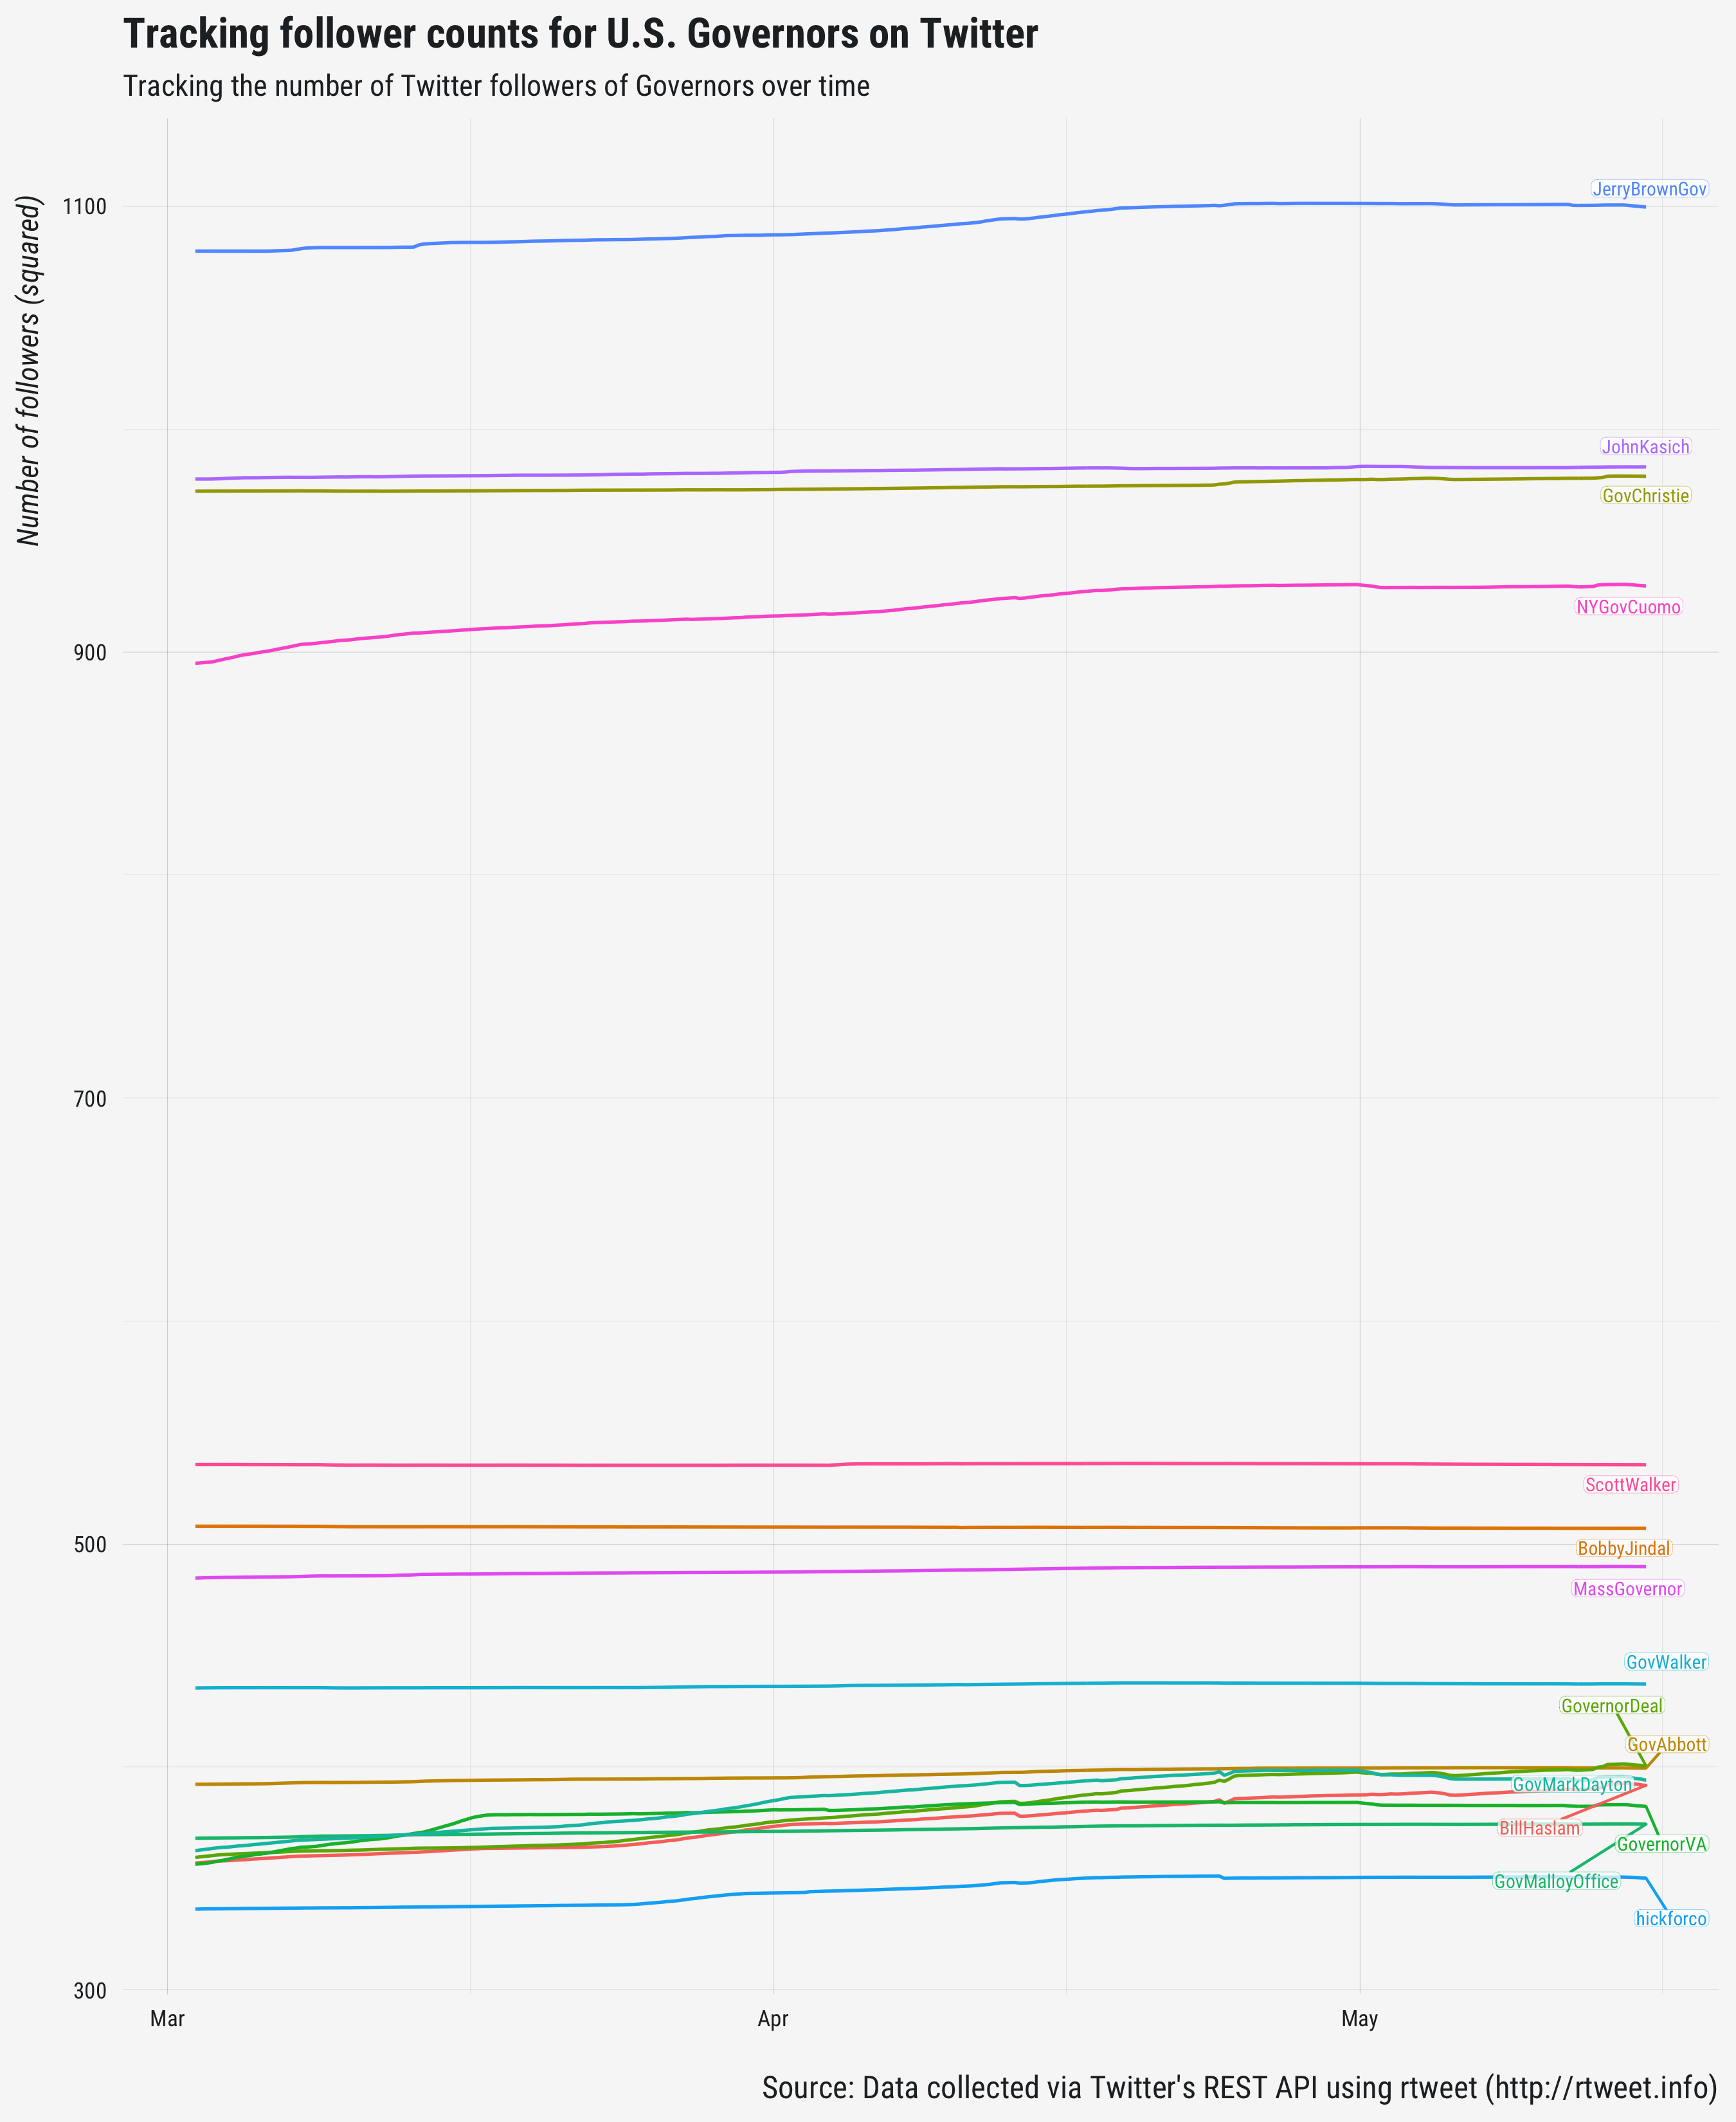 Tracking follower counts for U.S. Governors on Twitter
Tracking the number of Twitter followers of Governors over time
Number of followers (squared)
1100
900
700
500
300
JerryBrownGov
JohnKasich
GovChristie
NYGovCuomo
ScottWalker
BobbyJindal
MassGovernor
GovWalker
GovernorDeal
GovAbbott
GovMarkDayton
BillHaslam
GovernorVA
GovMalloyOffice
hickforco
Mar
Apr
May
Source: Data collected via Twitter's REST API using rtweet (http://rtweet.info)